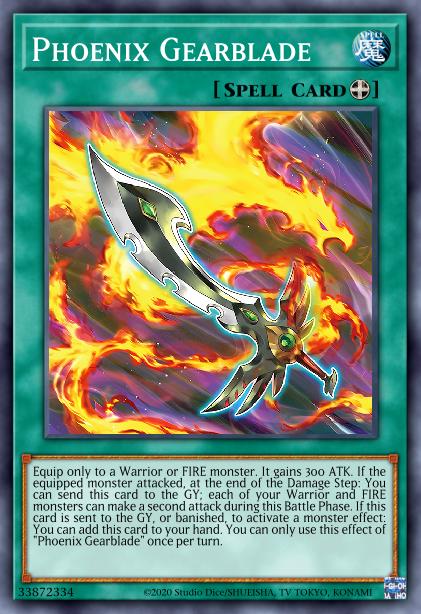 PHOENIX GEARBLADE
SPELL
魔
[SPELL CARD]
Equip only to a Warrior or FIRE monster. It gains 300 ATK. If the
equipped monster attacked, at the end of the Damage Step: You
can send this card to the GY; each of your Warrior and FIRE
monsters can make a second attack during this Battle Phase. If this
card is sent to the GY, or banished, to activate a monster effect:
You can add this card to your hand. You can only use this effect of
"Phoenix Gearblade" once per turn.
33872334 ©2020 Studio Dice/SHUEISHA, TV TOKYO, KONAMI